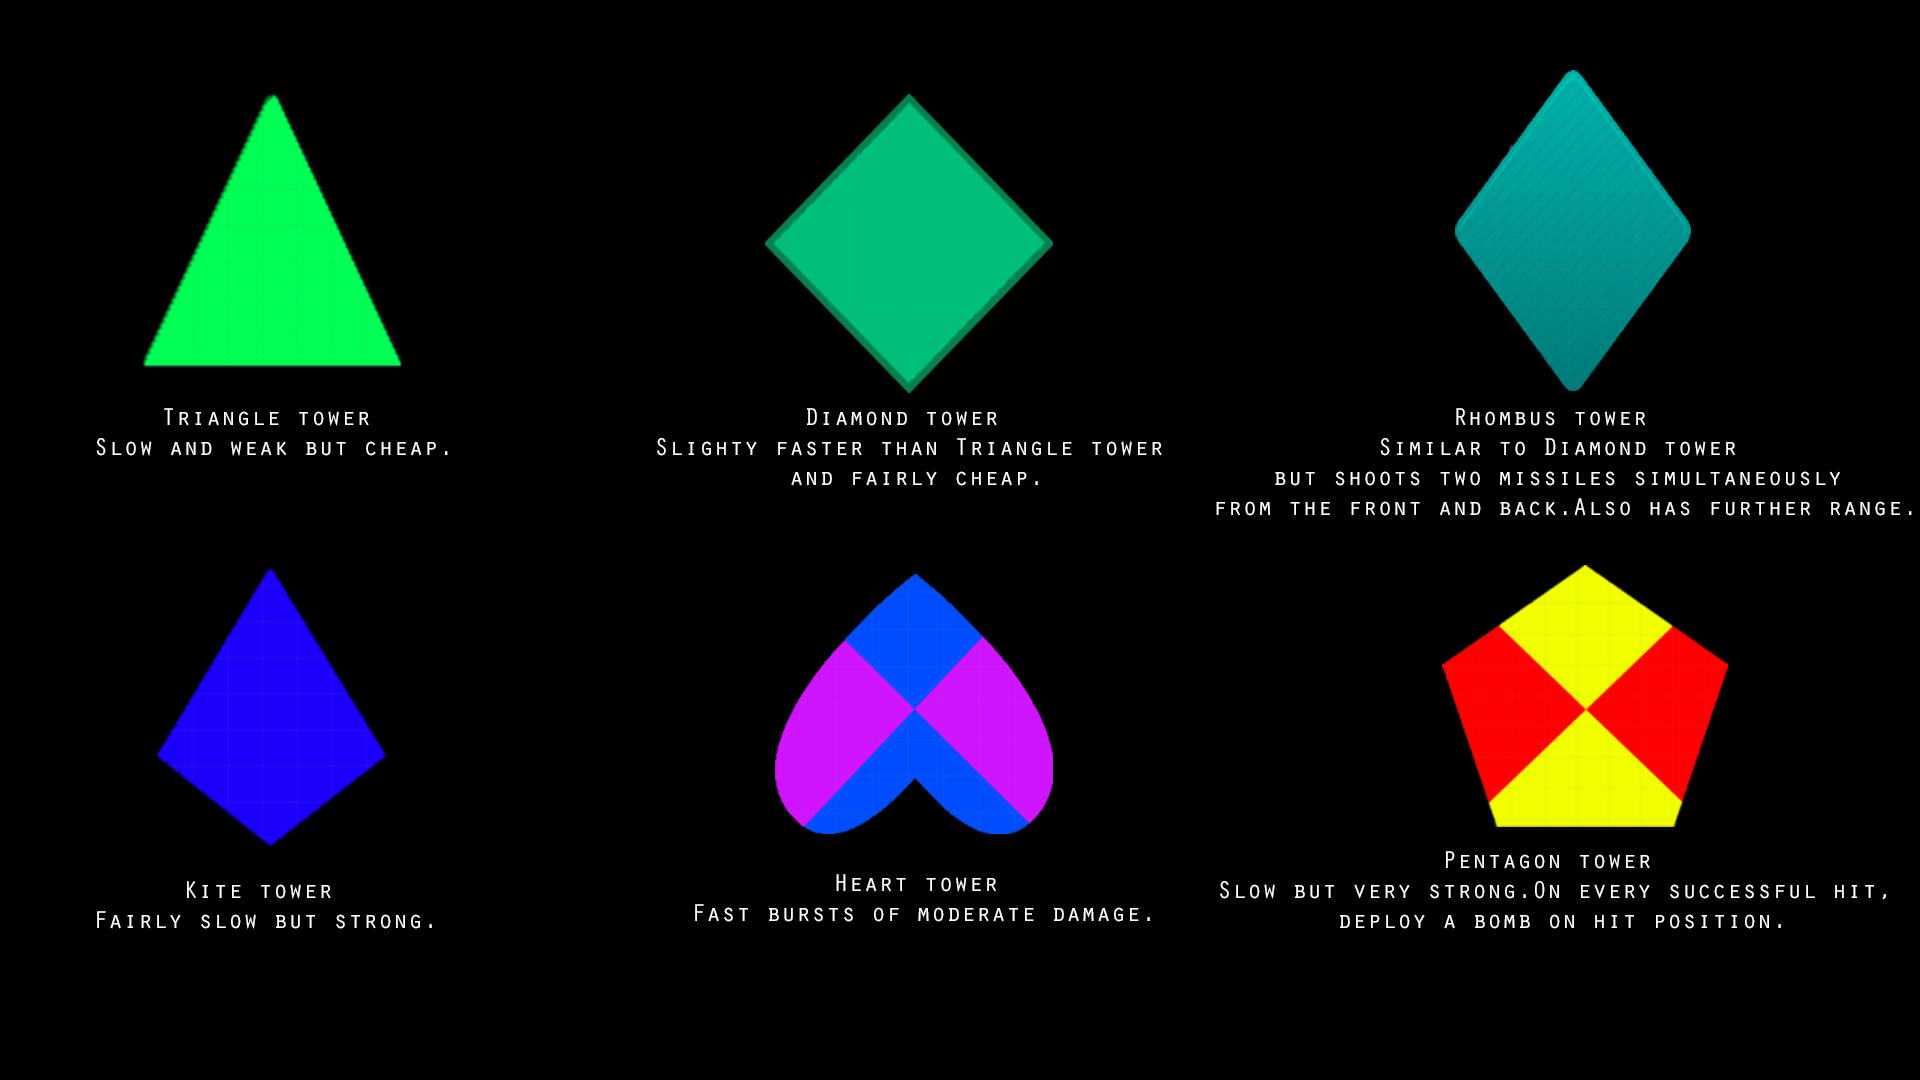 Triangle tower
Slow and weak but cheap.
Diamond tower
Slighty faster than Triangle tower
and fairly cheap.
Rhombus tower
Similar to Diamond tower
but shoots two missiles simultaneously
from the front and back.Also has further range.
Kite tower
Fairly slow but strong.
Heart tower
Fast bursts of moderate damage.
Pentagon tower
Slow but very strong.On every successful hit,
deploy a bomb on hit position.